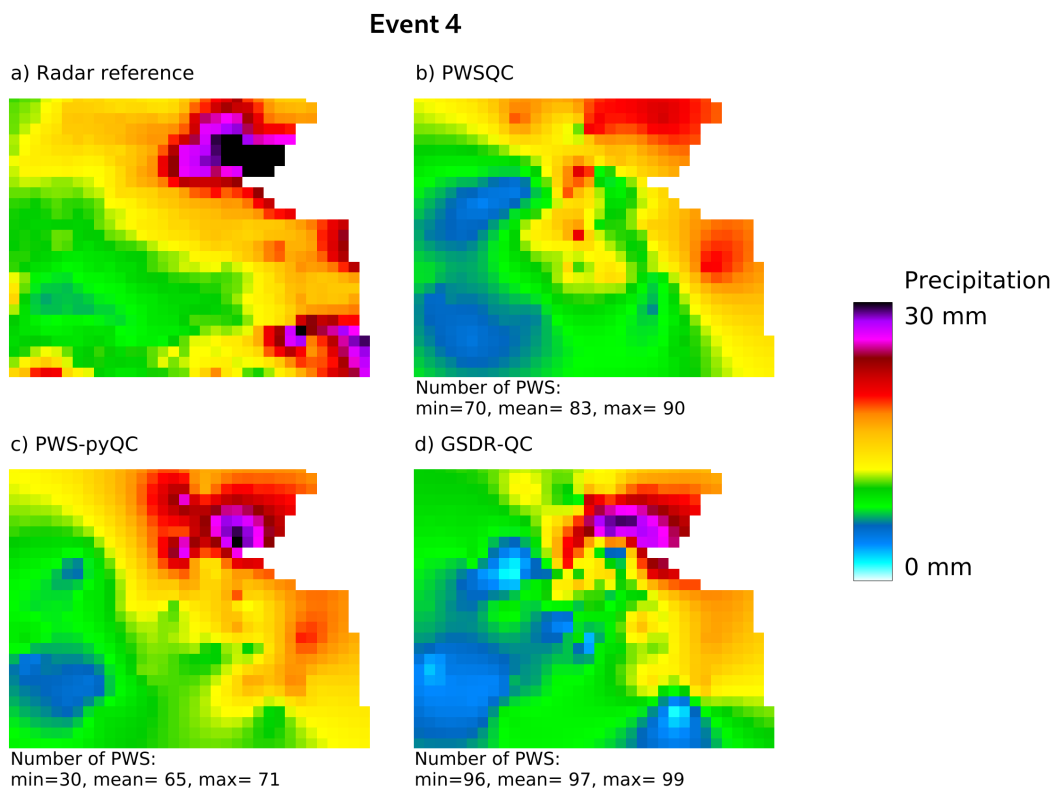 Event 4
a) Radar reference
b) PWSQC
Number of PWS:
min=70, mean= 83, max= 90
c) PWS-pyQC
Number of PWS:
min=30, mean= 65, max= 71
d) GSDR-QC
Number of PWS:
min=96, mean= 97, max= 99
Precipitation
30 mm
0 mm